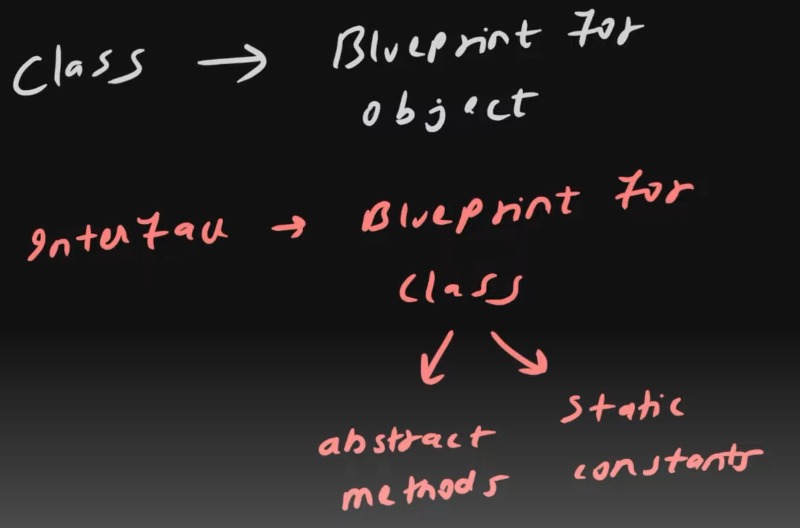 Class → Blueprint for
object
Interface → Blueprint for
class
abstract
methods
static
constants